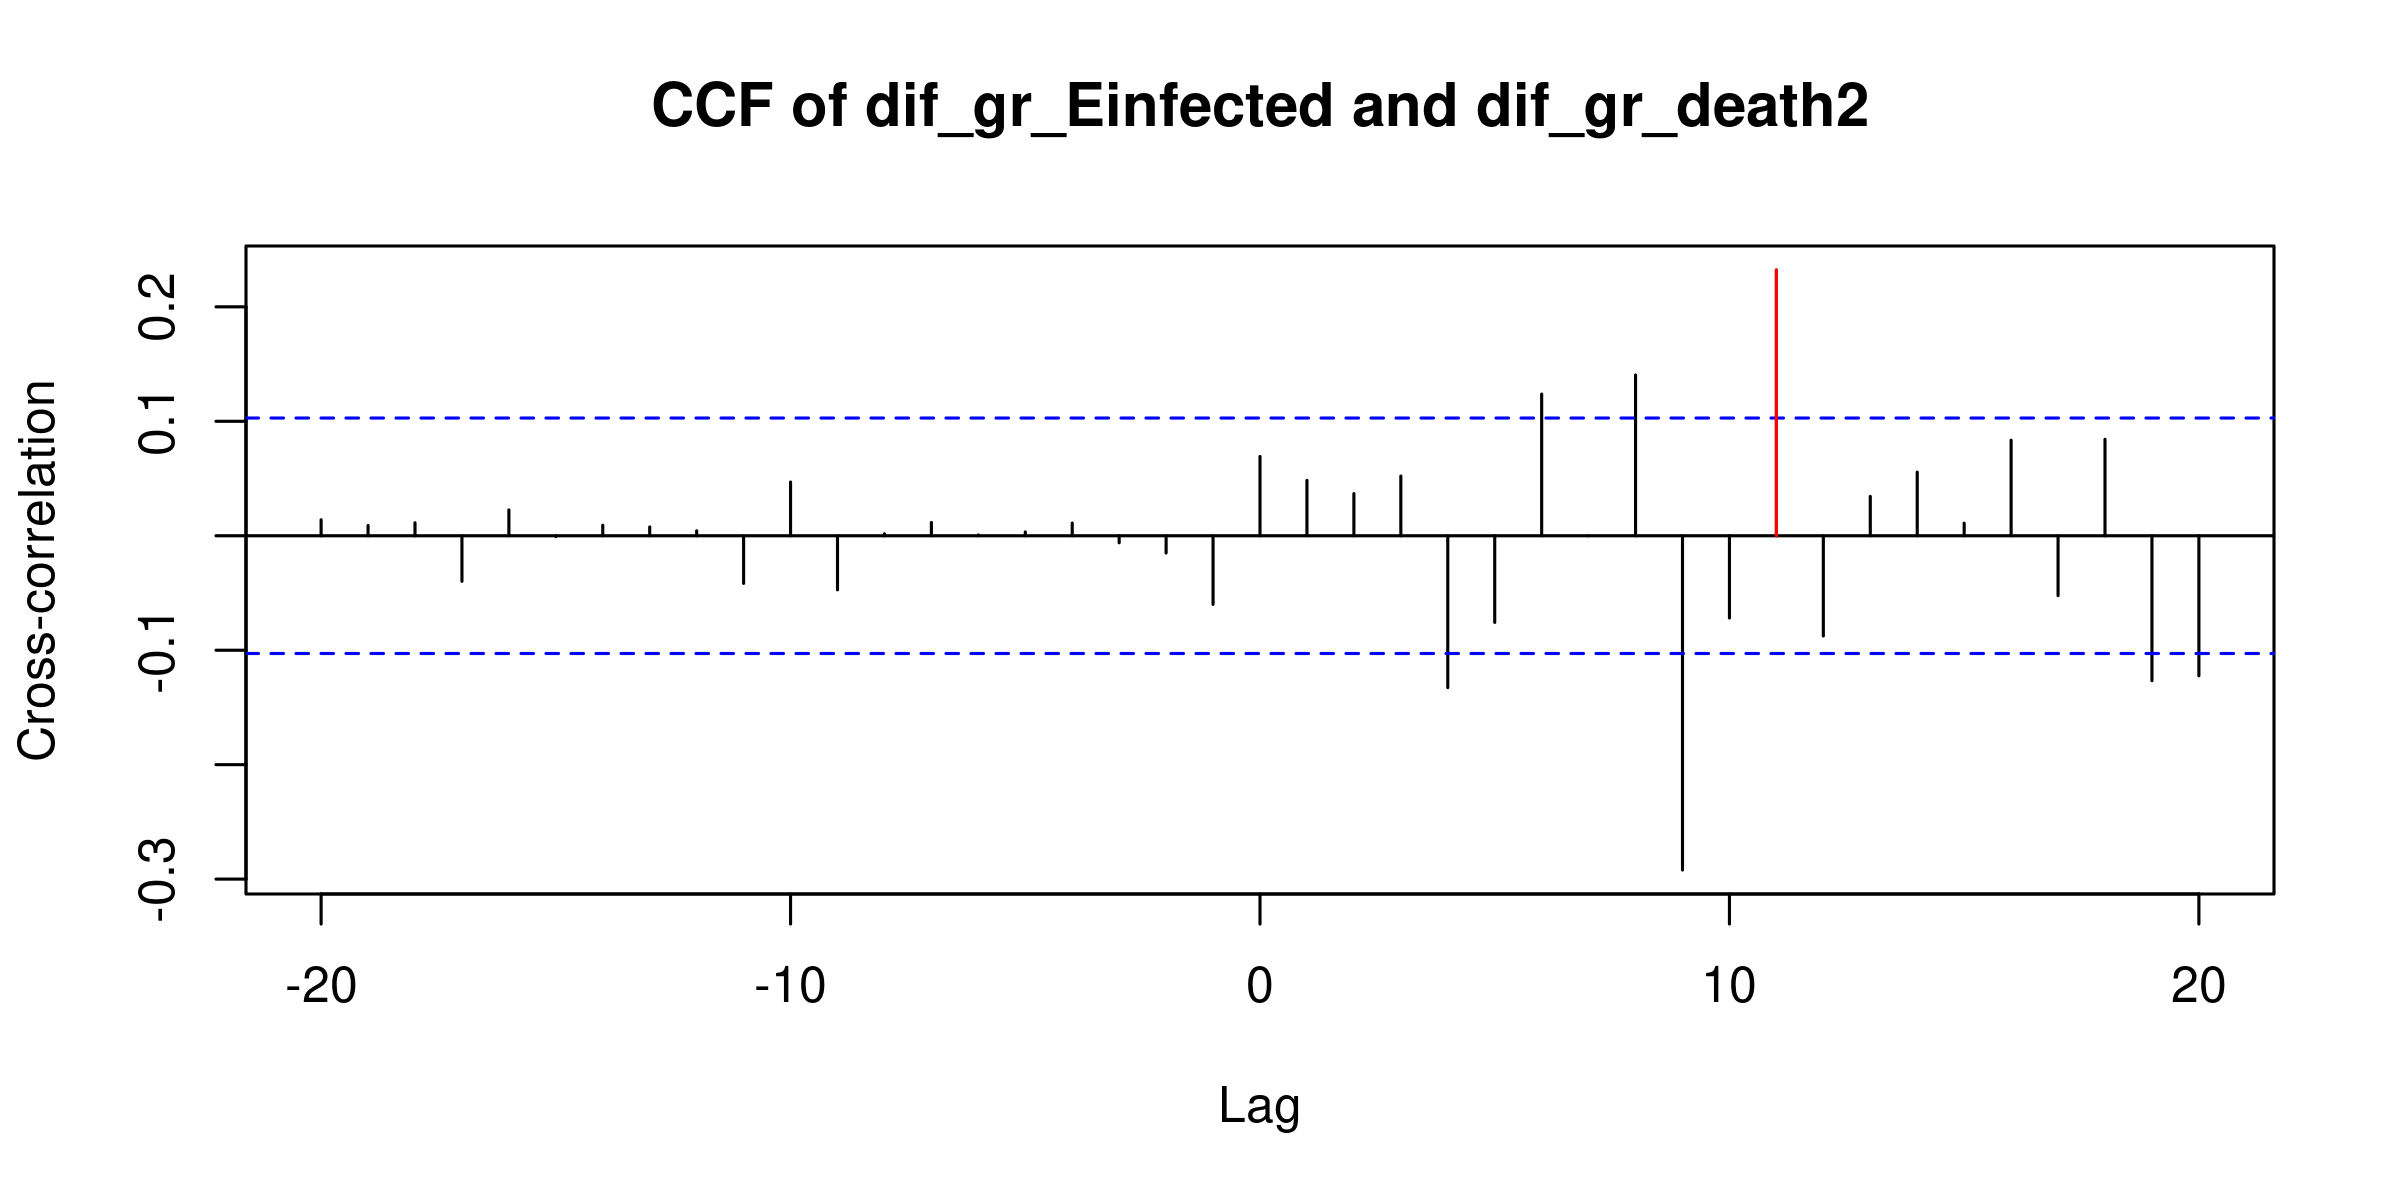 CCF of dif_gr_Einfected and dif_gr_death2
Cross-correlation
0.2
0.1
-0.1
-0.3
-20 -10 0 10 20
Lag